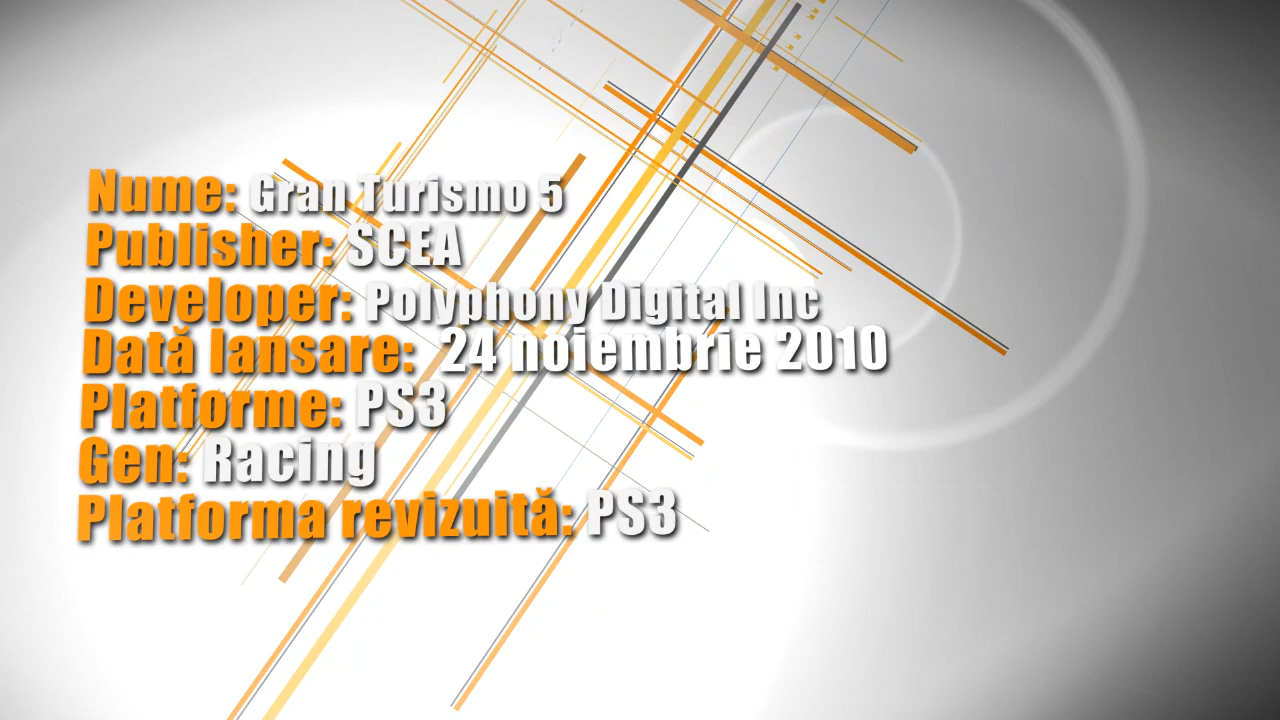 Nume: Gran Turismo 5
Publisher: SCEA
Developer: Polyphony Digital Inc
Dată lansare: 24 noiembrie 2010
Platforme: PS3
Gen: Racing
Platforma revizuită: PS3